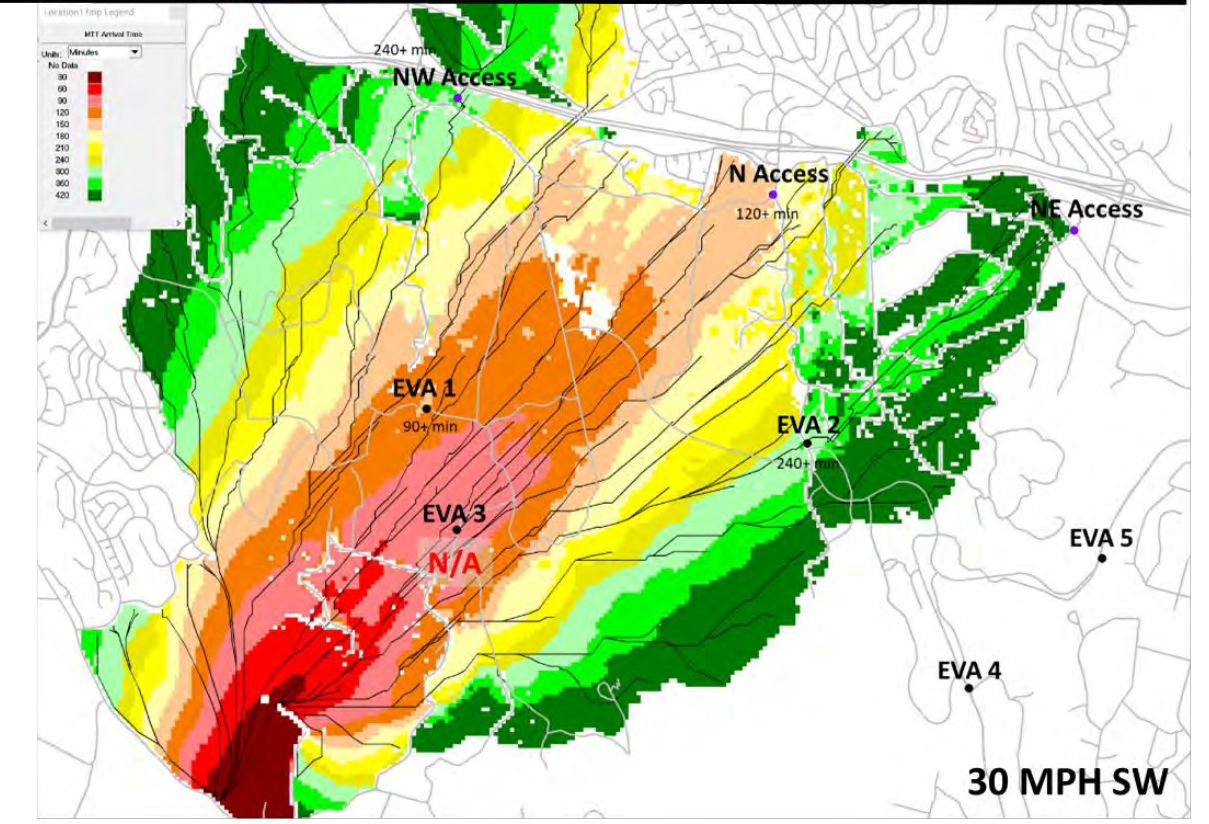 Location1 Fmp Legend
MTT Arrival Time
Units: Minutes
No Data
30
60
90
120
150
180
210
240
300
360
420
240+ min
NW Access
N Access
120+ min
NE Access
EVA 1
90+ min
EVA 2
240+ min
EVA 3
N/A
EVA 5
EVA 4
30 MPH SW